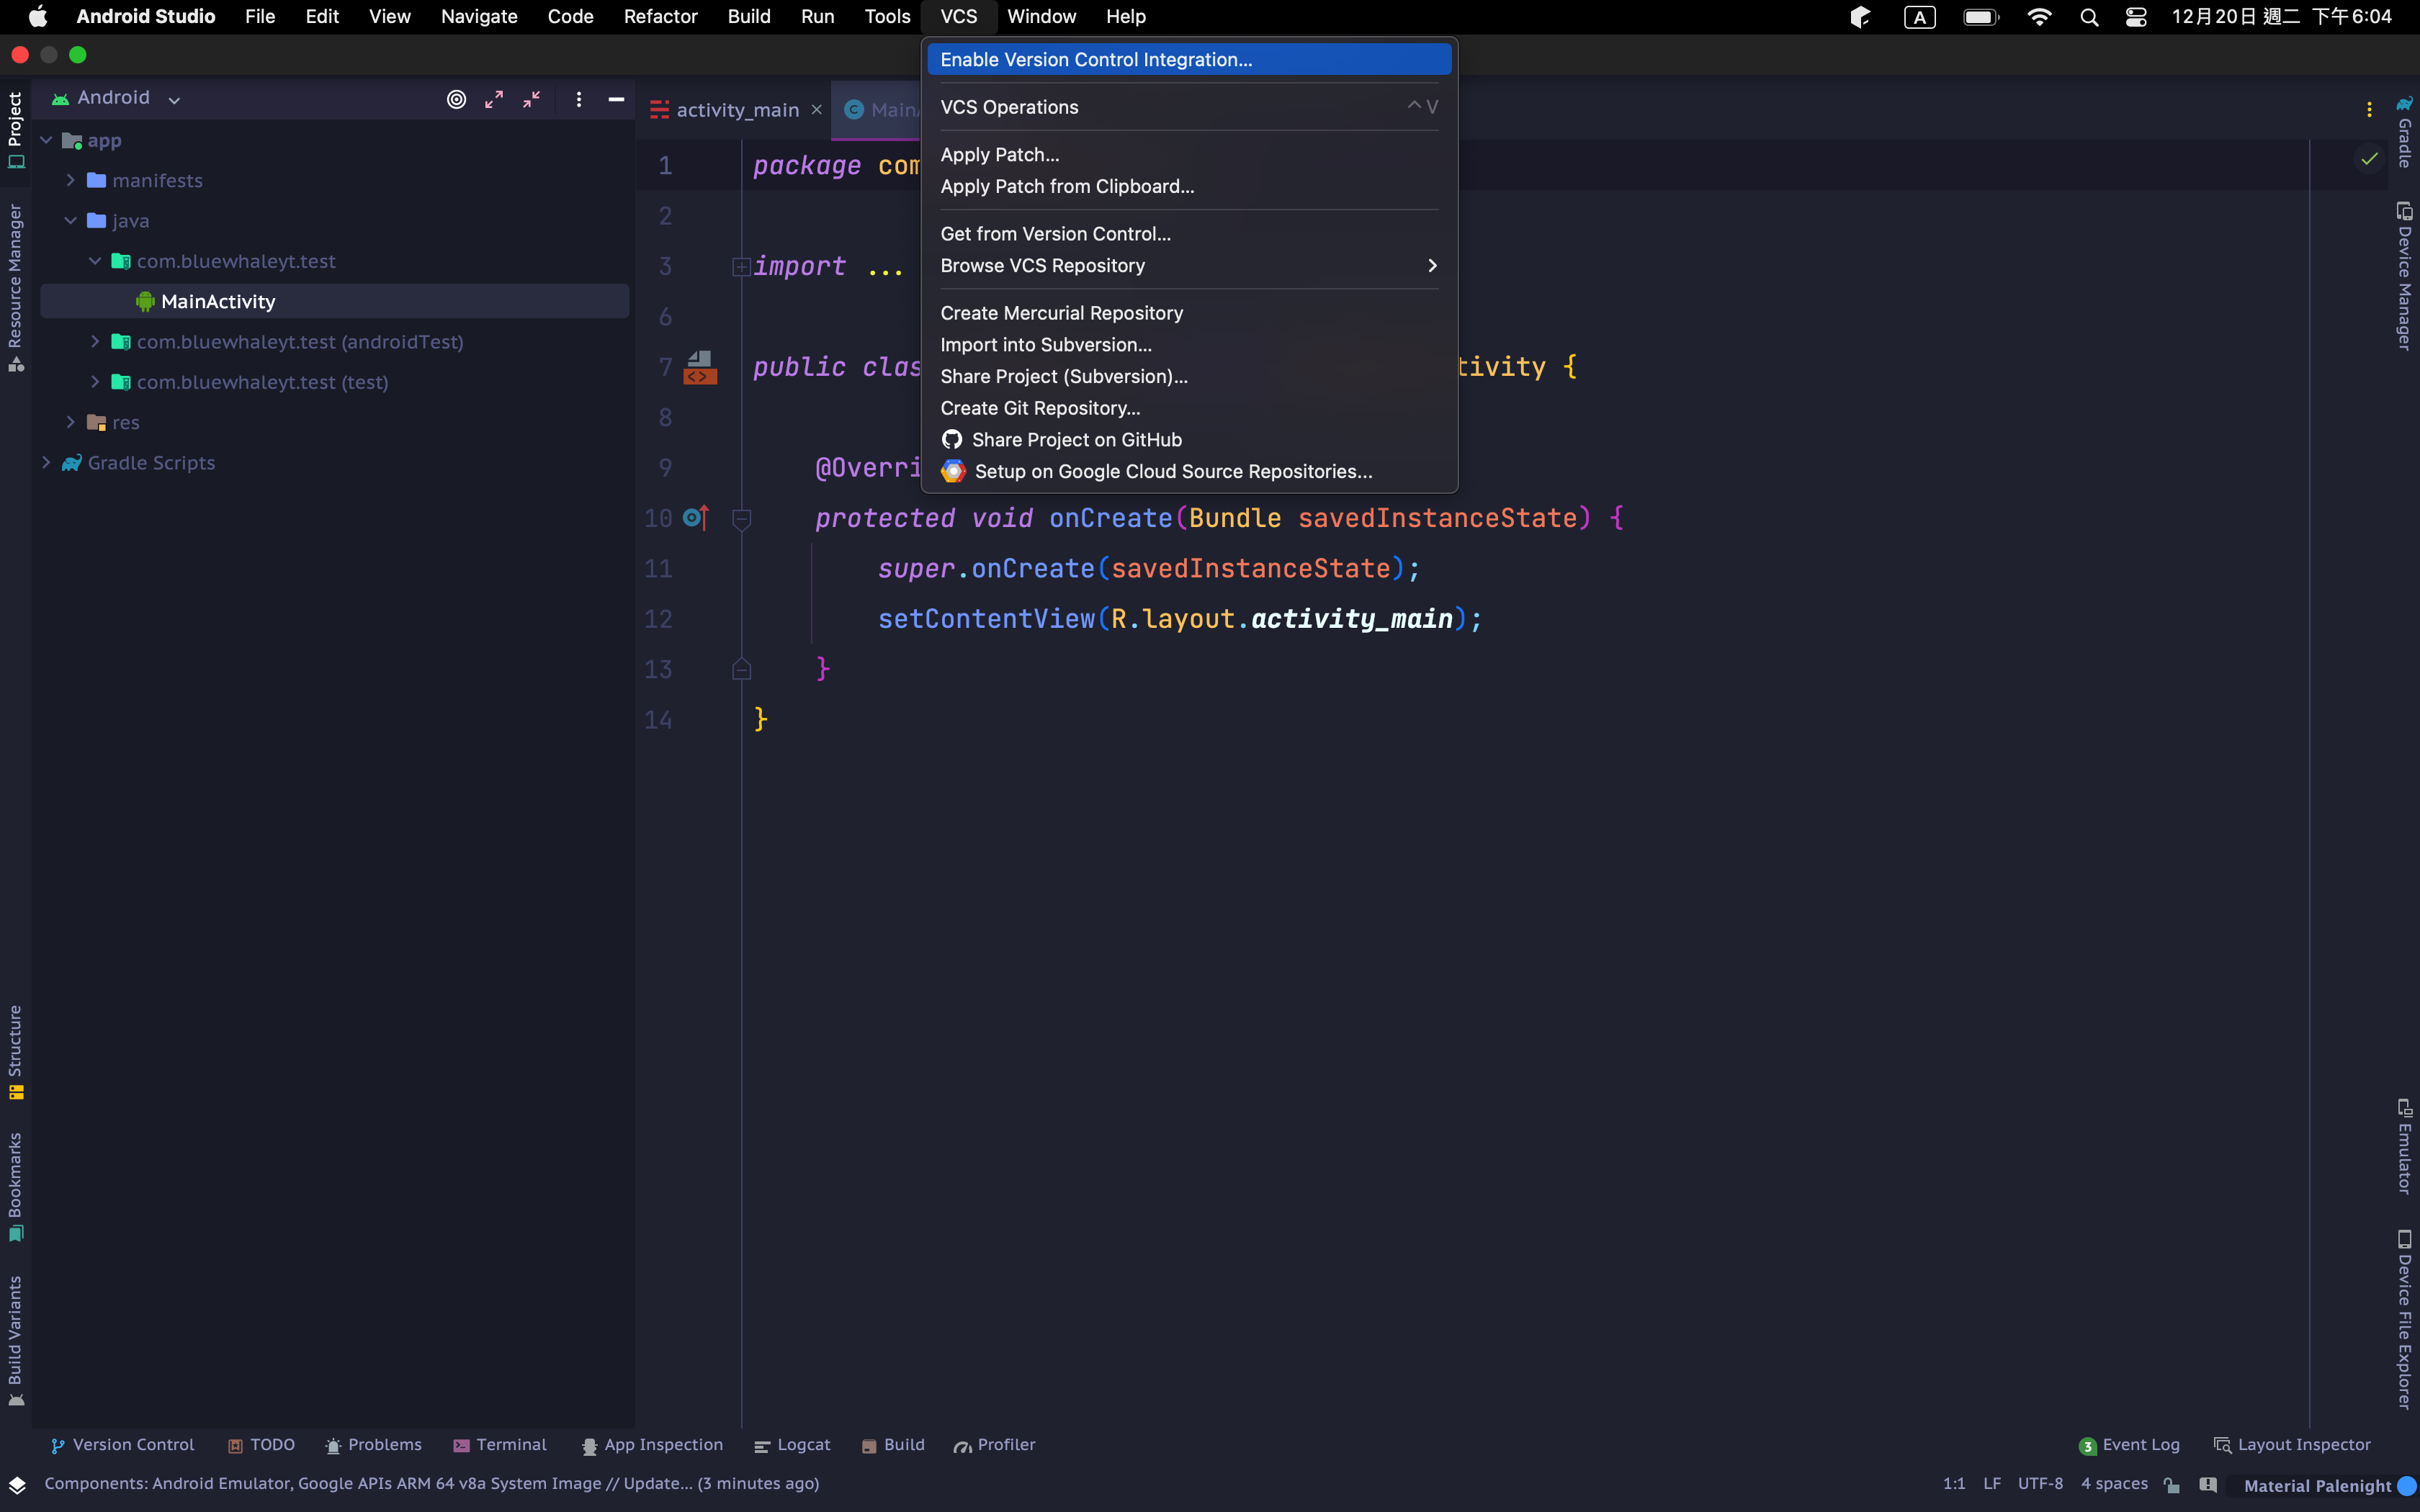 Android Studio File Edit View Navigate Code Refactor Build Run Tools VCS Window Help A 12月20日 週二 下午6:04
Enable Version Control Integration...
VCS Operations ^V
Apply Patch...
Apply Patch from Clipboard...
Get from Version Control...
Browse VCS Repository
Create Mercurial Repository
Import into Subversion...
Share Project (Subversion)...
Create Git Repository...
Share Project on GitHub
Setup on Google Cloud Source Repositories...
Project
Resource Manager
Structure
Bookmarks
Build Variants
Android
app
manifests
java
com.bluewhaleyt.test
MainActivity
com.bluewhaleyt.test (androidTest)
com.bluewhaleyt.test (test)
res
Gradle Scripts
activity_main
1 package
2
3 import ...
6
7 public tivity {
8
9
10 protected void onCreate(Bundle savedInstanceState) {
11 super.onCreate(savedInstanceState);
12 setContentView(R.layout.activity_main);
13 }
14 }
Gradle
Device Manager
Emulator
Device File Explorer
Version Control TODO Problems Terminal App Inspection Logcat Build Profiler 3 Event Log Layout Inspector
Components: Android Emulator, Google APIs ARM 64 v8a System Image // Update... (3 minutes ago) 1:1 LF UTF-8 4 spaces Material Palenight